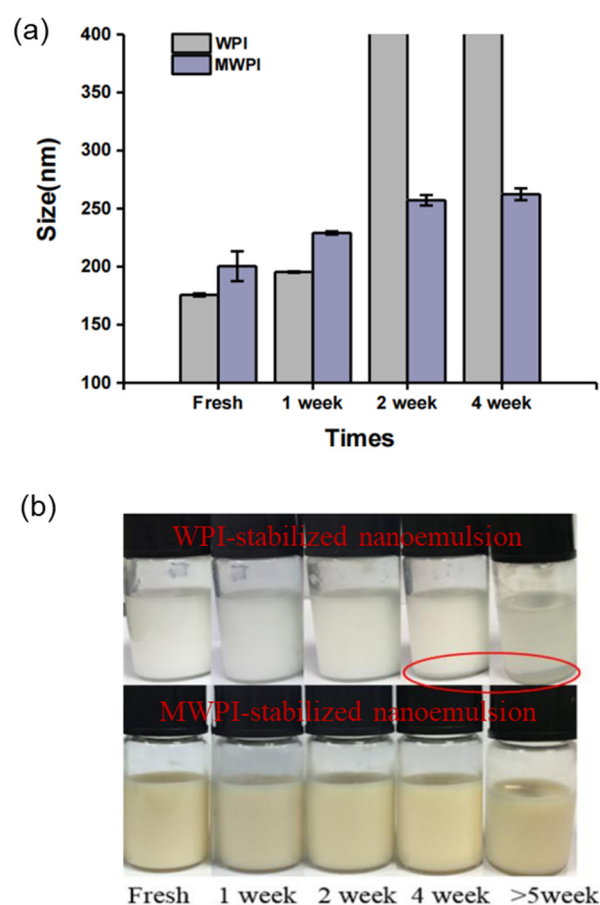 (a)
400
350
300
250
200
150
100
Size(nm)
WPI
MWPI
Fresh 1 week 2 week 4 week
Times
(b)
WPI-stabilized nanoemulsion
MWPI-stabilized nanoemulsion
Fresh 1 week 2 week 4 week >5week